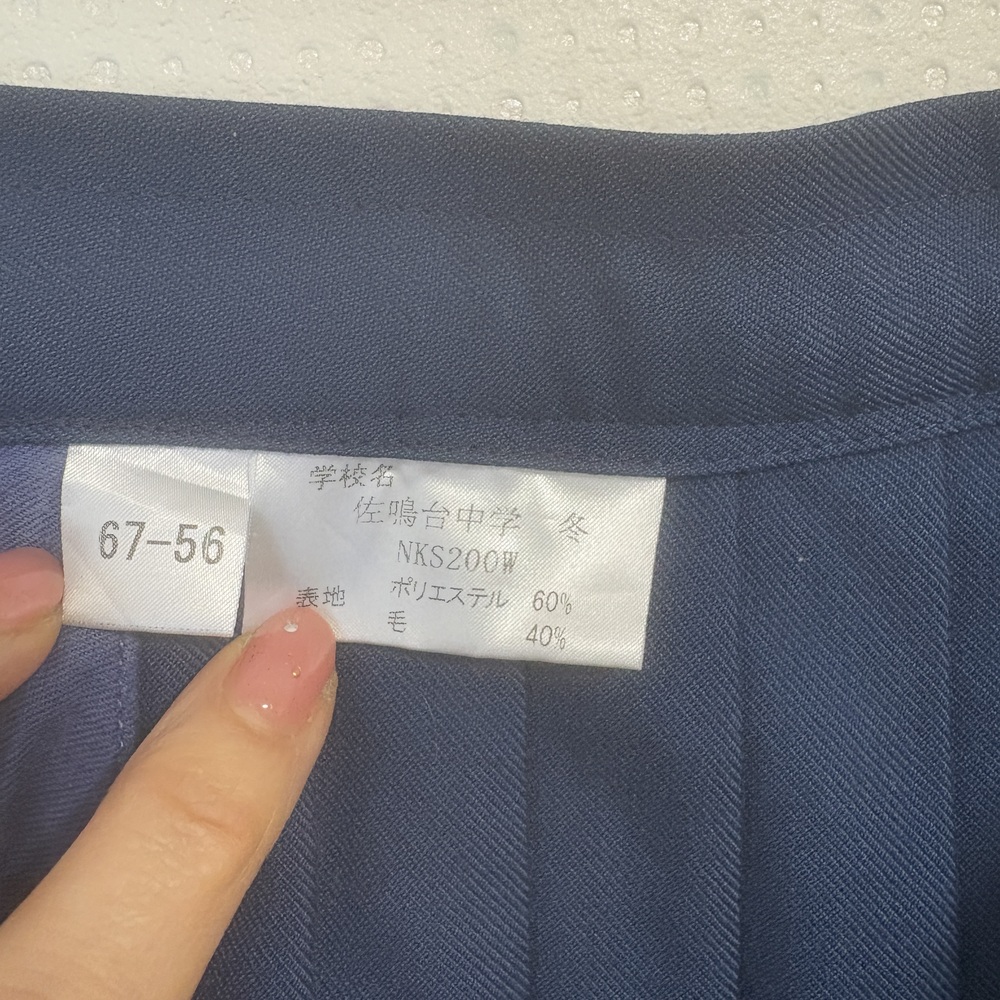 67-56
学校名
佐鳴台中学 冬
NKS200W
表地 ポリエステル 60%
毛 40%